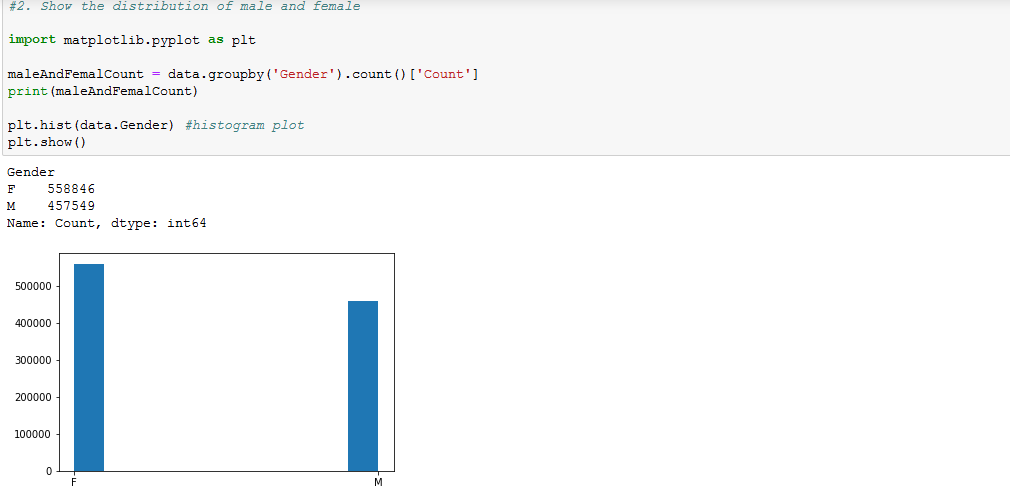 #2. Show the distribution of male and female
import matplotlib.pyplot as plt
maleAndFemalCount = data.groupby('Gender').count()['Count']
print(maleAndFemalCount)
plt.hist(data.Gender) #histogram plot
plt.show()
Gender
F 558846
M 457549
Name: Count, dtype: int64
500000
400000
300000
200000
100000
0
F M